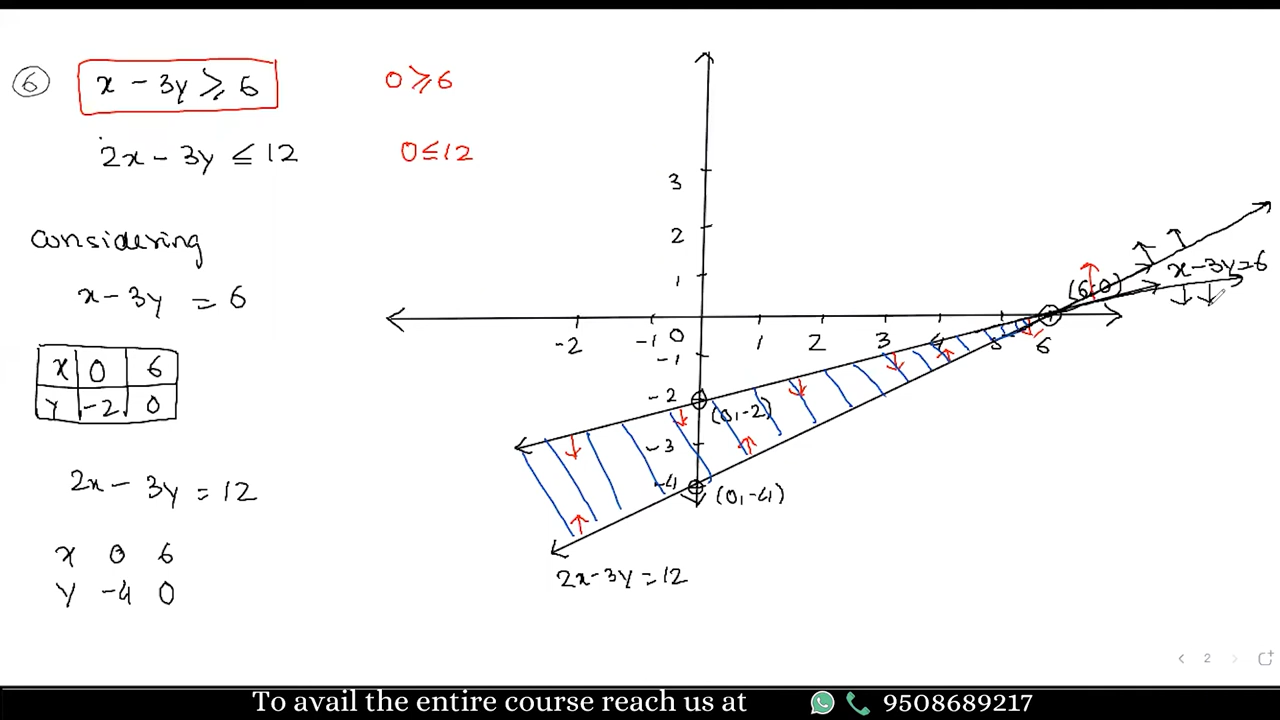 6
x - 3y ⩾ 6
0 ⩾ 6
2x - 3y ≤ 12
0 ≤ 12
Considering
x - 3y = 6
x 0 6
y -2 0
2x - 3y = 12
x 0 6
y -4 0
3
2
1
-2 -1 0 1 2 3 4 5 6
-1
-2
-3
-4
(6,0)
x-3y=6
(0,-2)
(0,-4)
2x-3y=12
2
To avail the entire course reach us at 9508689217